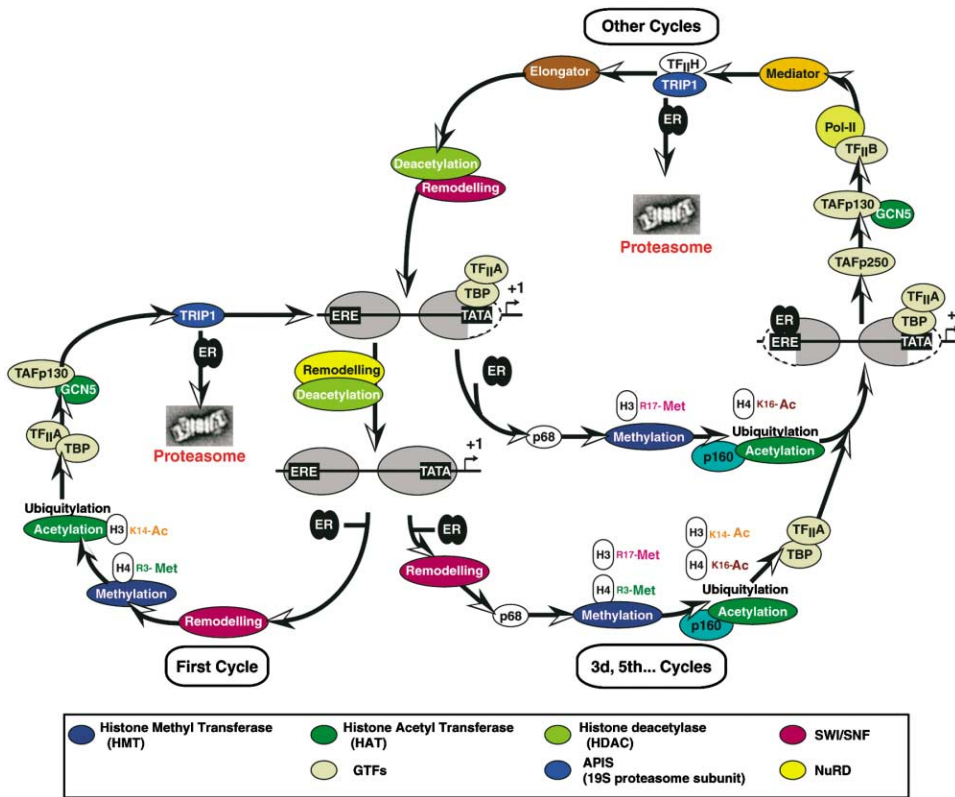 Other Cycles
Elongator
TFIIH
TRIP1
Mediator
ER
Pol-II
TFIIB
Deacetylation
Remodelling
Proteasome
TAFp130
GCN5
TAFp250
TFIIA
TBP
+1
ERE
TATA
TFIIA
TBP
ER
ERE
TATA
+
TRIP1
ER
Proteasome
TAFp130
GCN5
TFIIA
TBP
Remodelling
Deacetylation
ER
H3 R17-Met
H4 K16-Ac
p68
Methylation
Ubiquitylation
p160
Acetylation
+1
ERE
TATA
Ubiquitylation
Acetylation
H3 K14-Ac
H4 R3-Met
Methylation
Remodelling
First Cycle
ER
ER
Remodelling
p68
H3 R17-Met
H4 R3-Met
Methylation
H3 K14-Ac
H4 K16-Ac
Ubiquitylation
Acetylation
p160
TFIIA
TBP
3d, 5th... Cycles
Histone Methyl Transferase
(HMT)
Histone Acetyl Transferase
(HAT)
Histone deacetylase
(HDAC)
SWI/SNF
GTFs
APIS
(19S proteasome subunit)
NuRD